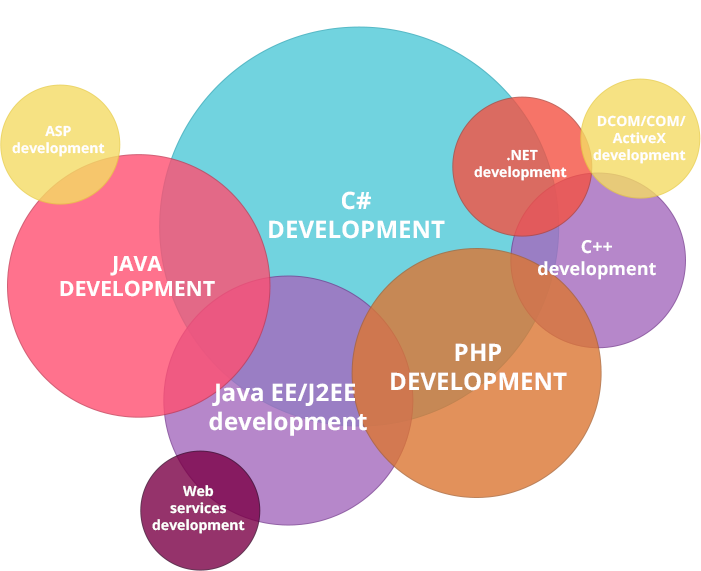 ASP
development
DCOM/COM/
ActiveX
development
.NET
development
C#
DEVELOPMENT
C++
development
JAVA
DEVELOPMENT
PHP
DEVELOPMENT
Java EE/J2EE
development
Web
services
development